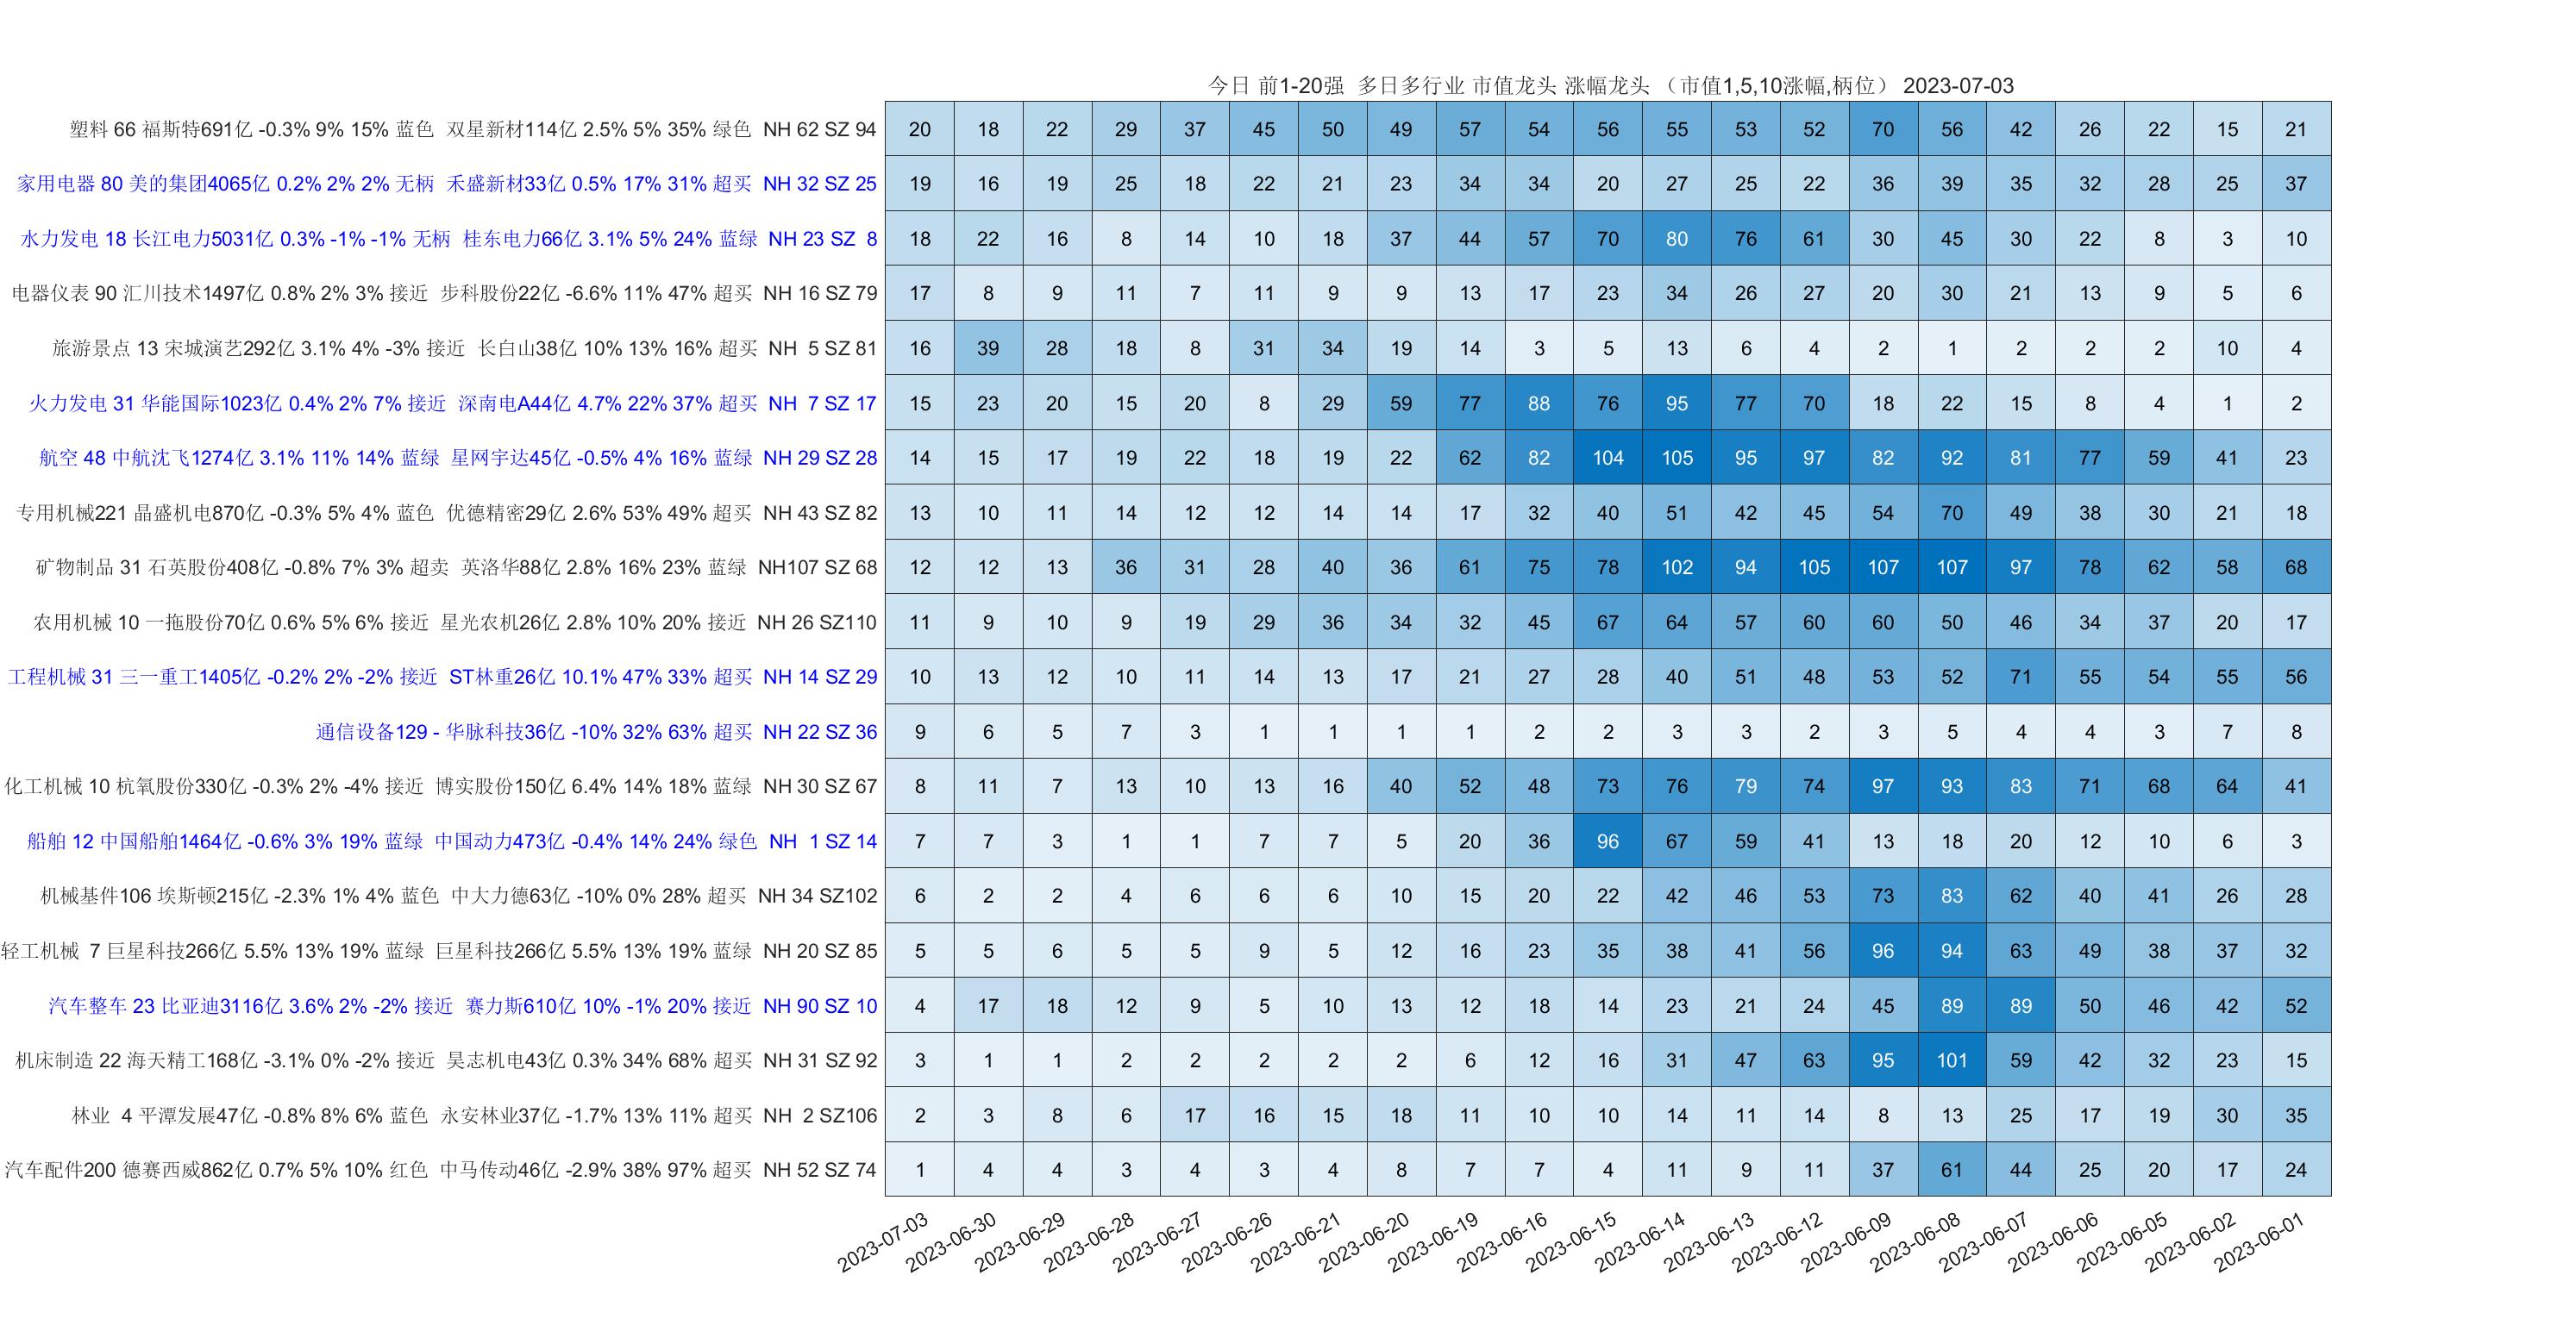 今日 前1-20强 多日多行业 市值龙头 涨幅龙头 （市值1,5,10涨幅,柄位） 2023-07-03
塑料 66 福斯特691亿 -0.3% 9% 15% 蓝色 双星新材114亿 2.5% 5% 35% 绿色 NH 62 SZ 94 20 18 22 29 37 45 50 49 57 54 56 55 53 52 70 56 42 26 22 15 21
家用电器 80 美的集团4065亿 0.2% 2% 2% 无柄 禾盛新材33亿 0.5% 17% 31% 超买 NH 32 SZ 25 19 16 19 25 18 22 21 23 34 34 20 27 25 22 36 39 35 32 28 25 37
水力发电 18 长江电力5031亿 0.3% -1% -1% 无柄 桂东电力66亿 3.1% 5% 24% 蓝绿 NH 23 SZ 8 18 22 16 8 14 10 18 37 44 57 70 80 76 61 30 45 30 22 8 3 10
电器仪表 90 汇川技术1497亿 0.8% 2% 3% 接近 步科股份22亿 -6.6% 11% 47% 超买 NH 16 SZ 79 17 8 9 11 7 11 9 9 13 17 23 34 26 27 20 30 21 13 9 5 6
旅游景点 13 宋城演艺292亿 3.1% 4% -3% 接近 长白山38亿 10% 13% 16% 超买 NH 5 SZ 81 16 39 28 18 8 31 34 19 14 3 5 13 6 4 2 1 2 2 2 10 4
火力发电 31 华能国际1023亿 0.4% 2% 7% 接近 深南电A44亿 4.7% 22% 37% 超买 NH 7 SZ 17 15 23 20 15 20 8 29 59 77 88 76 95 77 70 18 22 15 8 4 1 2
航空 48 中航沈飞1274亿 3.1% 11% 14% 蓝绿 星网宇达45亿 -0.5% 4% 16% 蓝绿 NH 29 SZ 28 14 15 17 19 22 18 19 22 62 82 104 105 95 97 82 92 81 77 59 41 23
专用机械221 晶盛机电870亿 -0.3% 5% 4% 蓝色 优德精密29亿 2.6% 53% 49% 超买 NH 43 SZ 82 13 10 11 14 12 12 14 14 17 32 40 51 42 45 54 70 49 38 30 21 18
矿物制品 31 石英股份408亿 -0.8% 7% 3% 超卖 英洛华88亿 2.8% 16% 23% 蓝绿 NH107 SZ 68 12 12 13 36 31 28 40 36 61 75 78 102 94 105 107 107 97 78 62 58 68
农用机械 10 一拖股份70亿 0.6% 5% 6% 接近 星光农机26亿 2.8% 10% 20% 接近 NH 26 SZ110 11 9 10 9 19 29 36 34 32 45 67 64 57 60 60 50 46 34 37 20 17
工程机械 31 三一重工1405亿 -0.2% 2% -2% 接近 ST林重26亿 10.1% 47% 33% 超买 NH 14 SZ 29 10 13 12 10 11 14 13 17 21 27 28 40 51 48 53 52 71 55 54 55 56
通信设备129 - 华脉科技36亿 -10% 32% 63% 超买 NH 22 SZ 36 9 6 5 7 3 1 1 1 1 2 2 3 3 2 3 5 4 4 3 7 8
化工机械 10 杭氧股份330亿 -0.3% 2% -4% 接近 博实股份150亿 6.4% 14% 18% 蓝绿 NH 30 SZ 67 8 11 7 13 10 13 16 40 52 48 73 76 79 74 97 93 83 71 68 64 41
船舶 12 中国船舶1464亿 -0.6% 3% 19% 蓝绿 中国动力473亿 -0.4% 14% 24% 绿色 NH 1 SZ 14 7 7 3 1 1 7 7 5 20 36 96 67 59 41 13 18 20 12 10 6 3
机械基件106 埃斯顿215亿 -2.3% 1% 4% 蓝色 中大力德63亿 -10% 0% 28% 超买 NH 34 SZ102 6 2 2 4 6 6 6 10 15 20 22 42 46 53 73 83 62 40 41 26 28
轻工机械 7 巨星科技266亿 5.5% 13% 19% 蓝绿 巨星科技266亿 5.5% 13% 19% 蓝绿 NH 20 SZ 85 5 5 6 5 5 9 5 12 16 23 35 38 41 56 96 94 63 49 38 37 32
汽车整车 23 比亚迪3116亿 3.6% 2% -2% 接近 赛力斯610亿 10% -1% 20% 接近 NH 90 SZ 10 4 17 18 12 9 5 10 13 12 18 14 23 21 24 45 89 89 50 46 42 52
机床制造 22 海天精工168亿 -3.1% 0% -2% 接近 昊志机电43亿 0.3% 34% 68% 超买 NH 31 SZ 92 3 1 1 2 2 2 2 2 6 12 16 31 47 63 95 101 59 42 32 23 15
林业 4 平潭发展47亿 -0.8% 8% 6% 蓝色 永安林业37亿 -1.7% 13% 11% 超买 NH 2 SZ106 2 3 8 6 17 16 15 18 11 10 10 14 11 14 8 13 25 17 19 30 35
汽车配件200 德赛西威862亿 0.7% 5% 10% 红色 中马传动46亿 -2.9% 38% 97% 超买 NH 52 SZ 74 1 4 4 3 4 3 4 8 7 7 4 11 9 11 37 61 44 25 20 17 24
2023-07-03 2023-06-30 2023-06-29 2023-06-28 2023-06-27 2023-06-26 2023-06-21 2023-06-20 2023-06-19 2023-06-16 2023-06-15 2023-06-14 2023-06-13 2023-06-12 2023-06-09 2023-06-08 2023-06-07 2023-06-06 2023-06-05 2023-06-02 2023-06-01